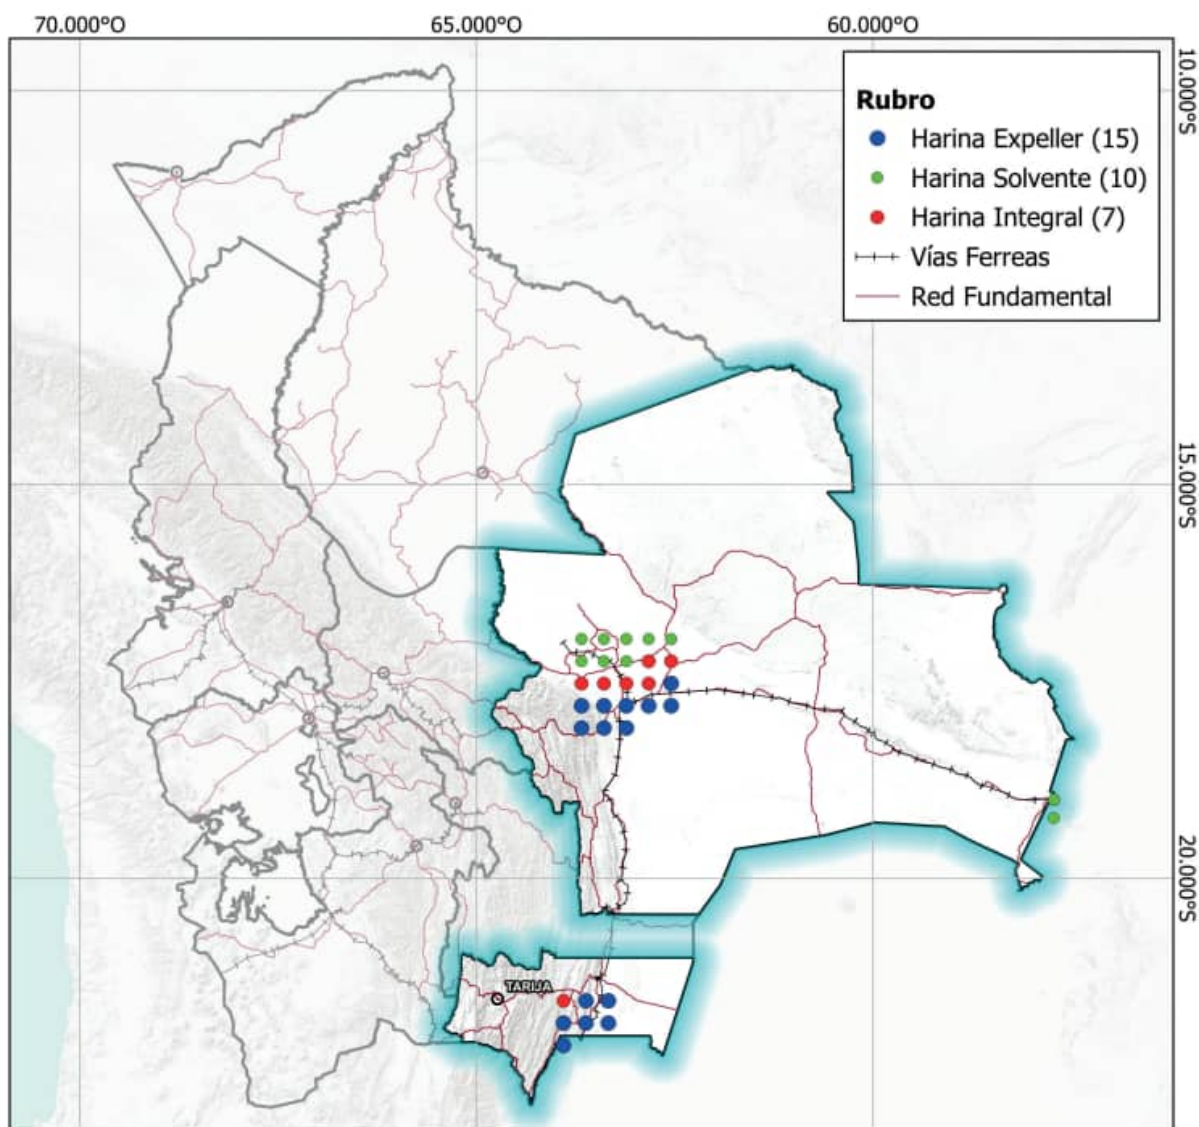 70.000°O 65.000°O 60.000°O
10.000°S
Rubro
Harina Expeller (15)
Harina Solvente (10)
Harina Integral (7)
Vías Ferreas
Red Fundamental
15.000°S
20.000°S
TARIJA